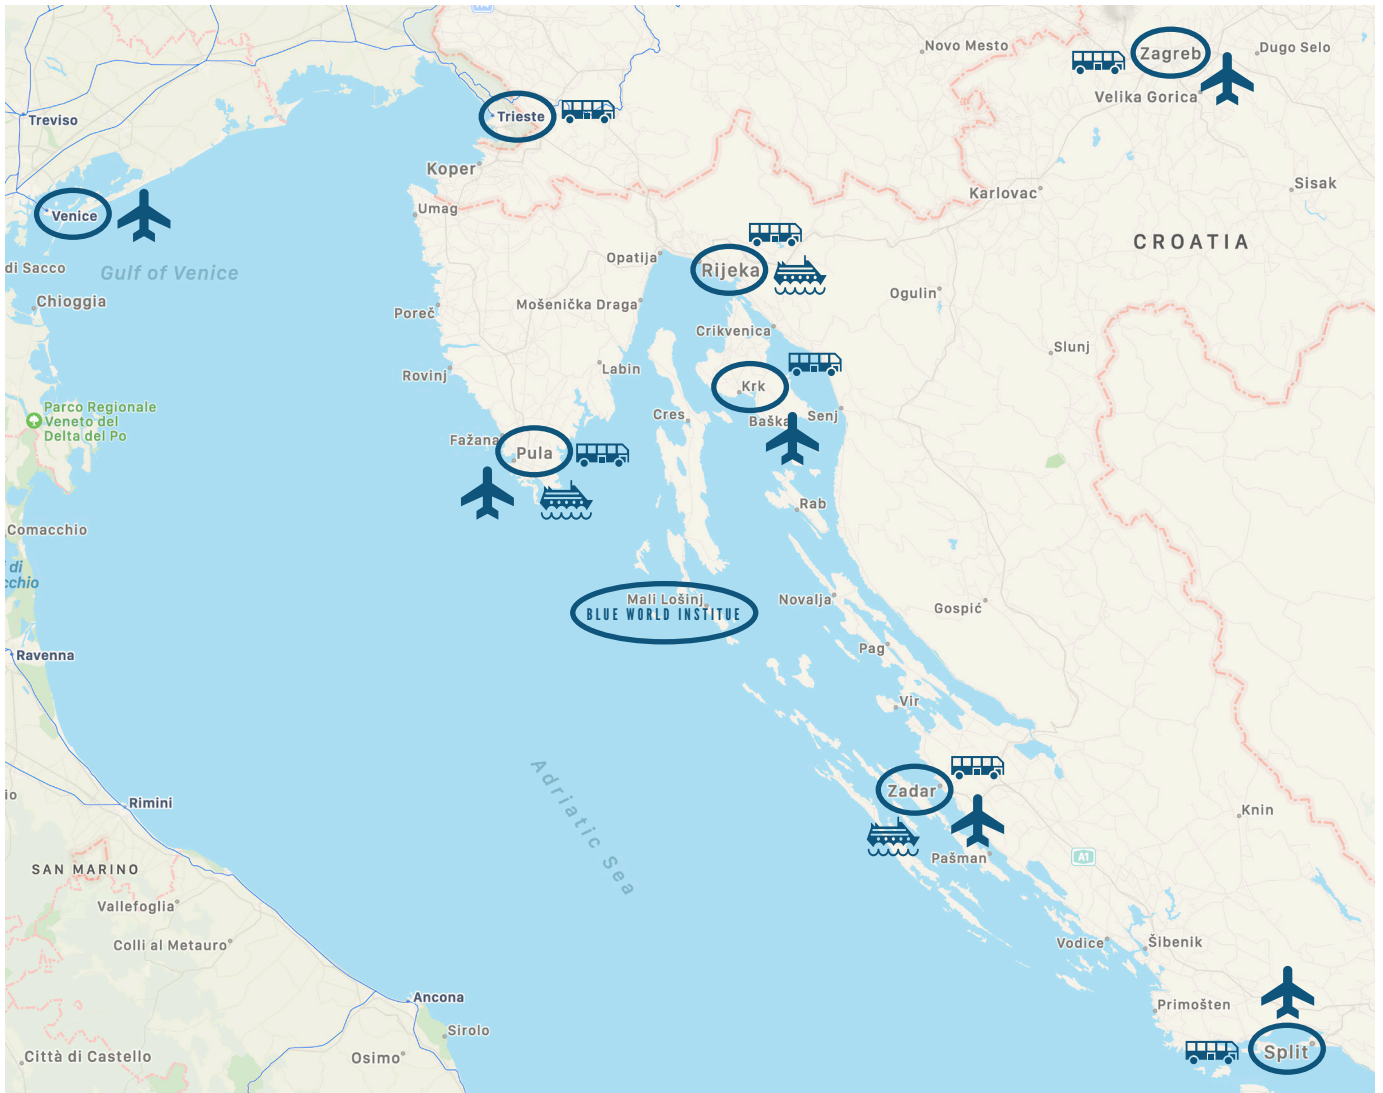 Novo Mesto
Zagreb
Dugo Selo
Velika Gorica
Treviso
Trieste
Koper
Karlovac
Sisak
Venice
Umag
CROATIA
di Sacco
Gulf of Venice
Opatija
Rijeka
Chioggia
Mošenička Draga
Ogulin
Poreč
Crikvenica
Slunj
Rovinj
Labin
Krk
Parco Regionale
Veneto del
Delta del Po
Cres
Baška
Senj
Fažana
Pula
Rab
Comacchio
di
cchio
Mali Lošinj
BLUE WORLD INSTITUE
Novalja
Gospić
Ravenna
Pag
Vir
Adriatic Sea
io
Rimini
Zadar
Knin
SAN MARINO
Pašman
A1
Vallefoglia
Colli al Metauro
Vodice
Šibenik
Ancona
Primošten
Sirolo
Città di Castello
Osimo
Split